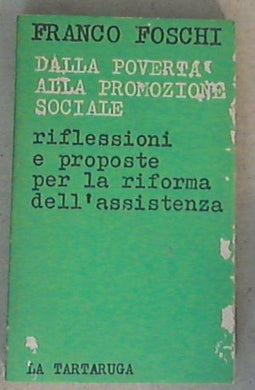 FRANCO FOSCHI
DALLA POVERTA'
ALLA PROMOZIONE
SOCIALE
riflessioni
e proposte
per la riforma
dell'assistenza
LA TARTARUGA